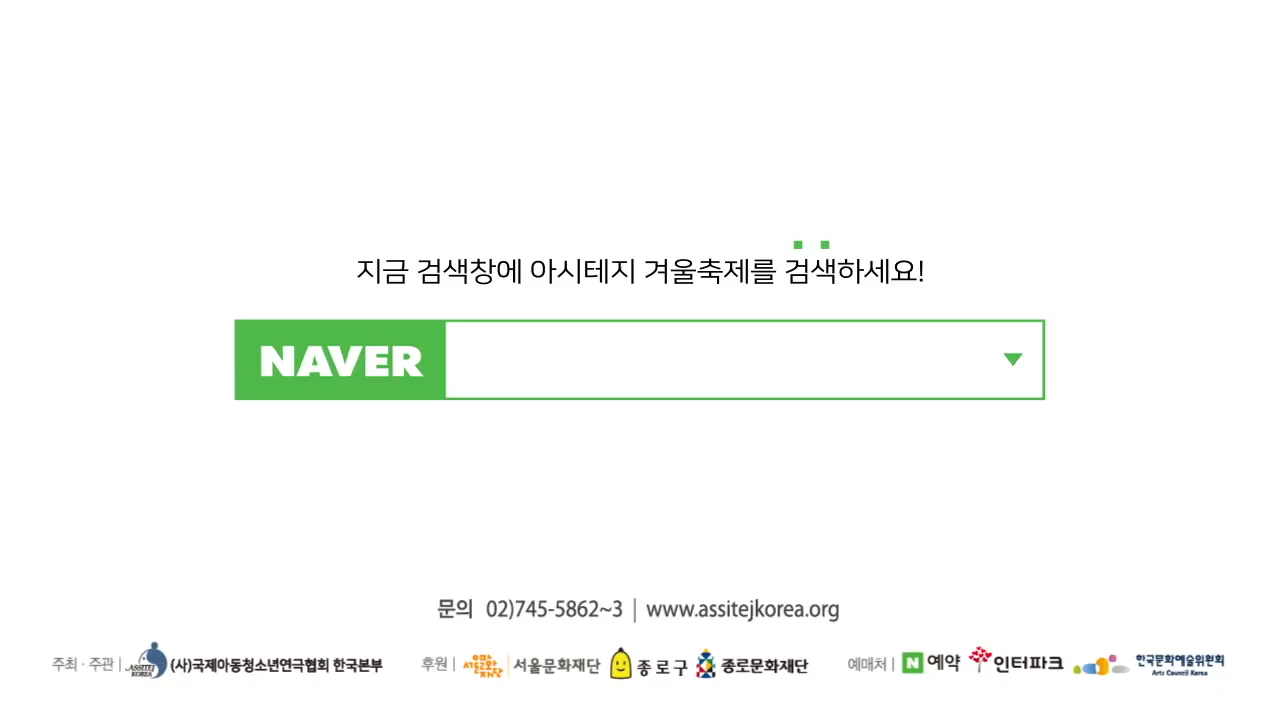 지금 검색창에 아시테지 겨울축제를 검색하세요!
NAVER
문의 02)745-5862~3 | www.assitejkorea.org
주최 · 주관 | ASSITEJ KOREA (사)국제아동청소년연극협회 한국본부 후원 | 서울문화재단 종로구 종로문화재단 예매처 | N 예약 인터파크 한국문화예술위원회 Arts Council Korea